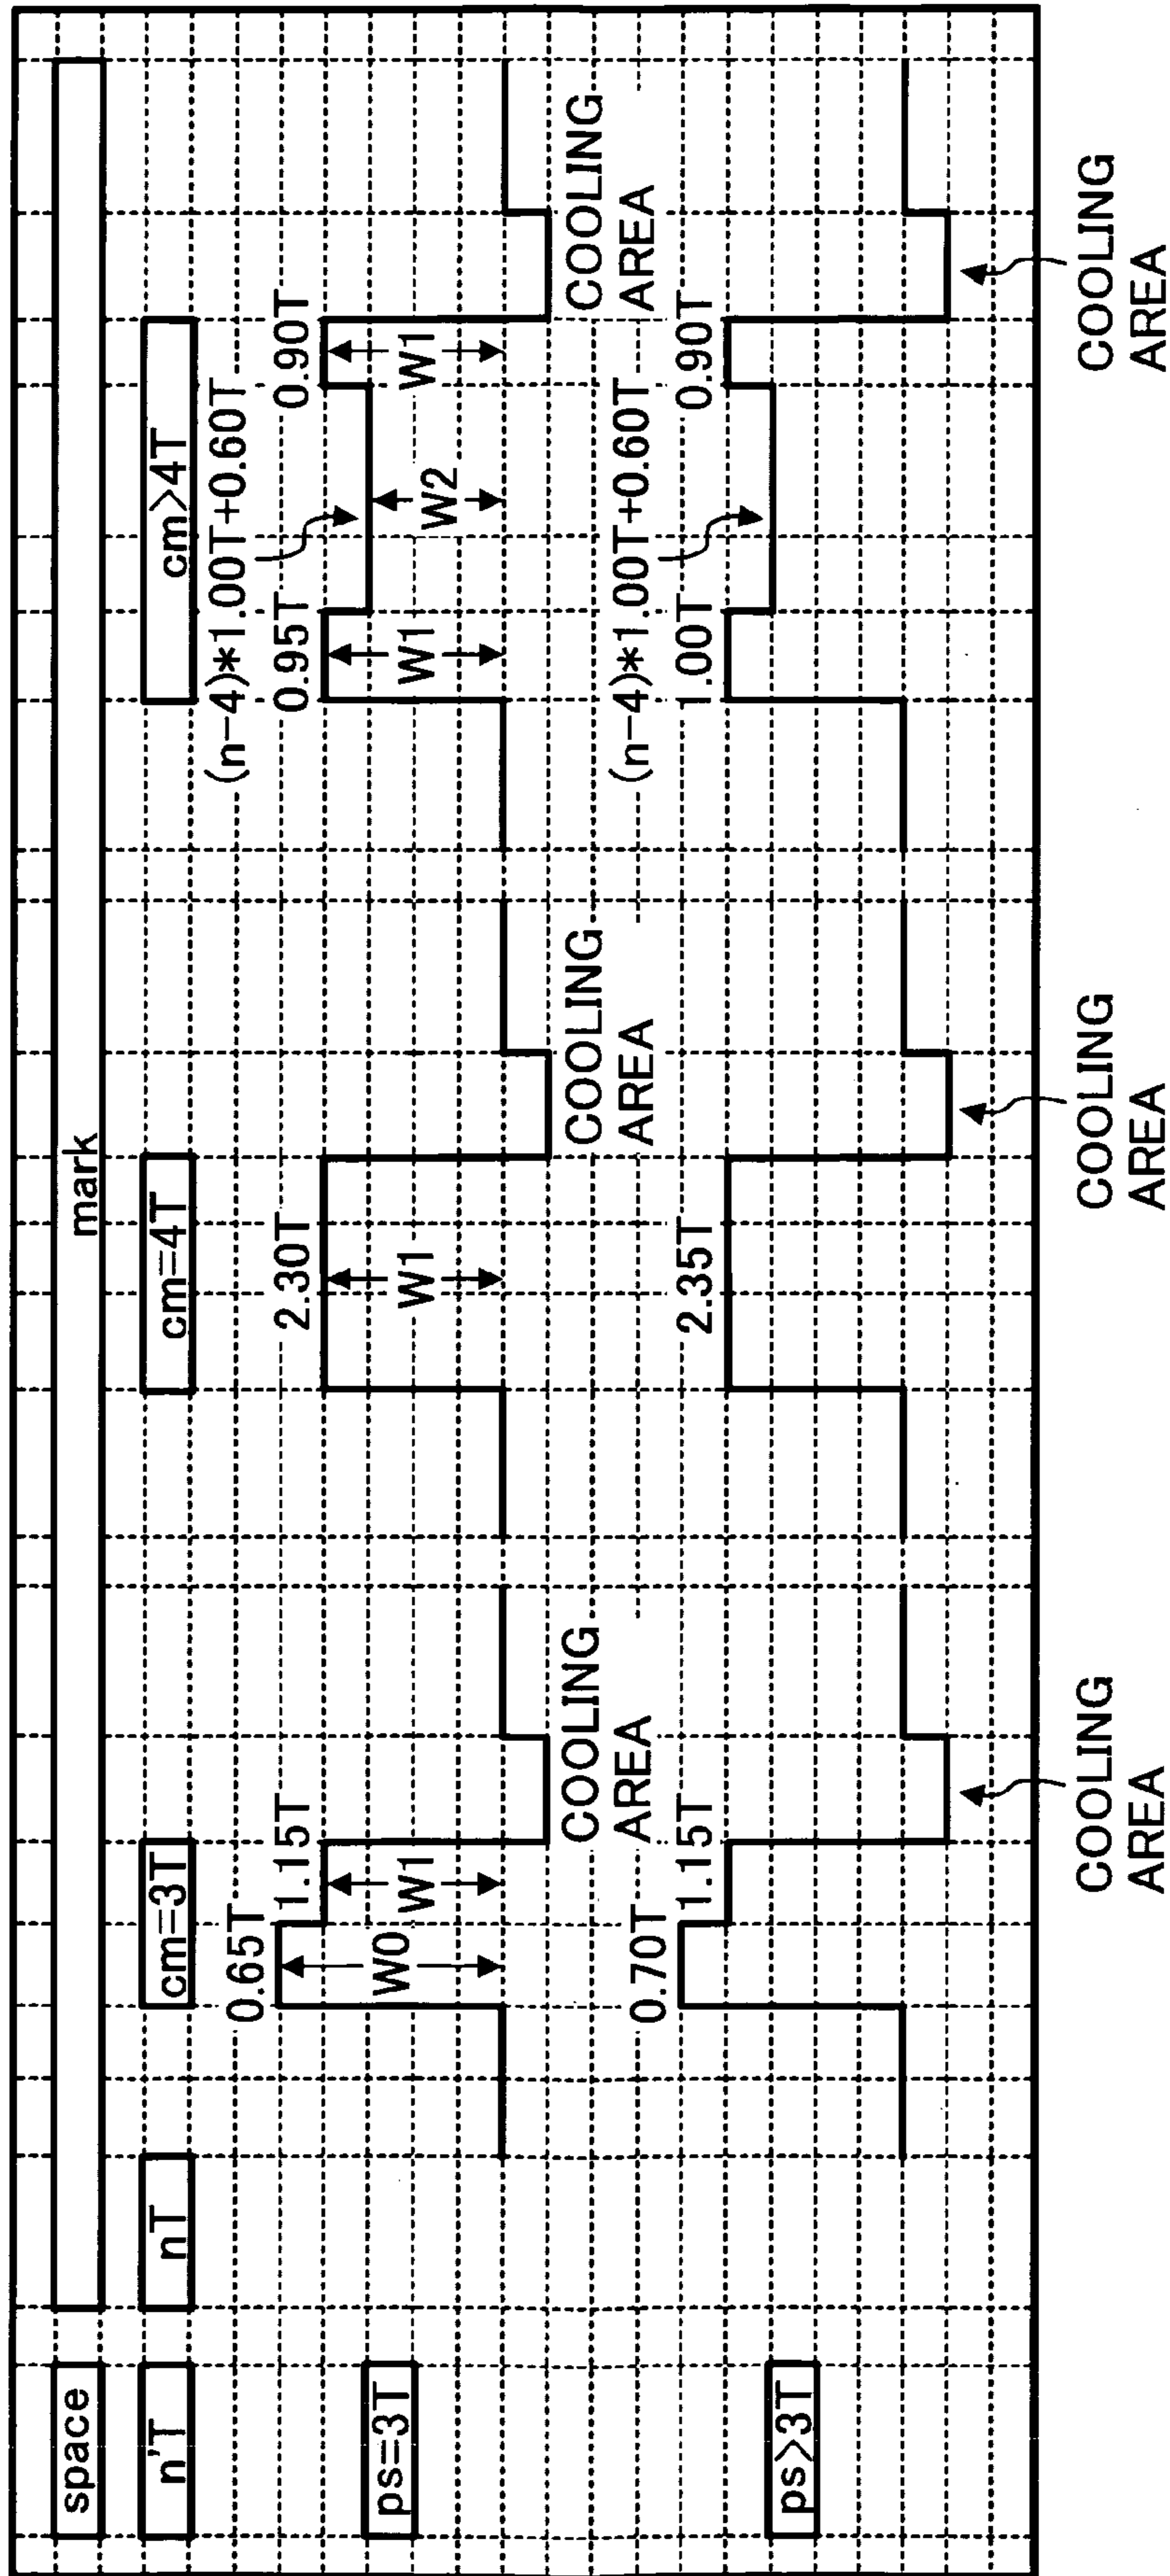 space
mark
n'T
nT
cm=3T
cm=4T
cm>4T
ps=3T
0.65T
1.15T
W0
W1
COOLING
AREA
2.30T
W1
COOLING
AREA
0.95T
(n-4)*1.00T+0.60T
0.90T
W1
W2
W1
COOLING
AREA
ps>3T
0.70T
1.15T
COOLING
AREA
2.35T
COOLING
AREA
1.00T
(n-4)*1.00T+0.60T
0.90T
COOLING
AREA